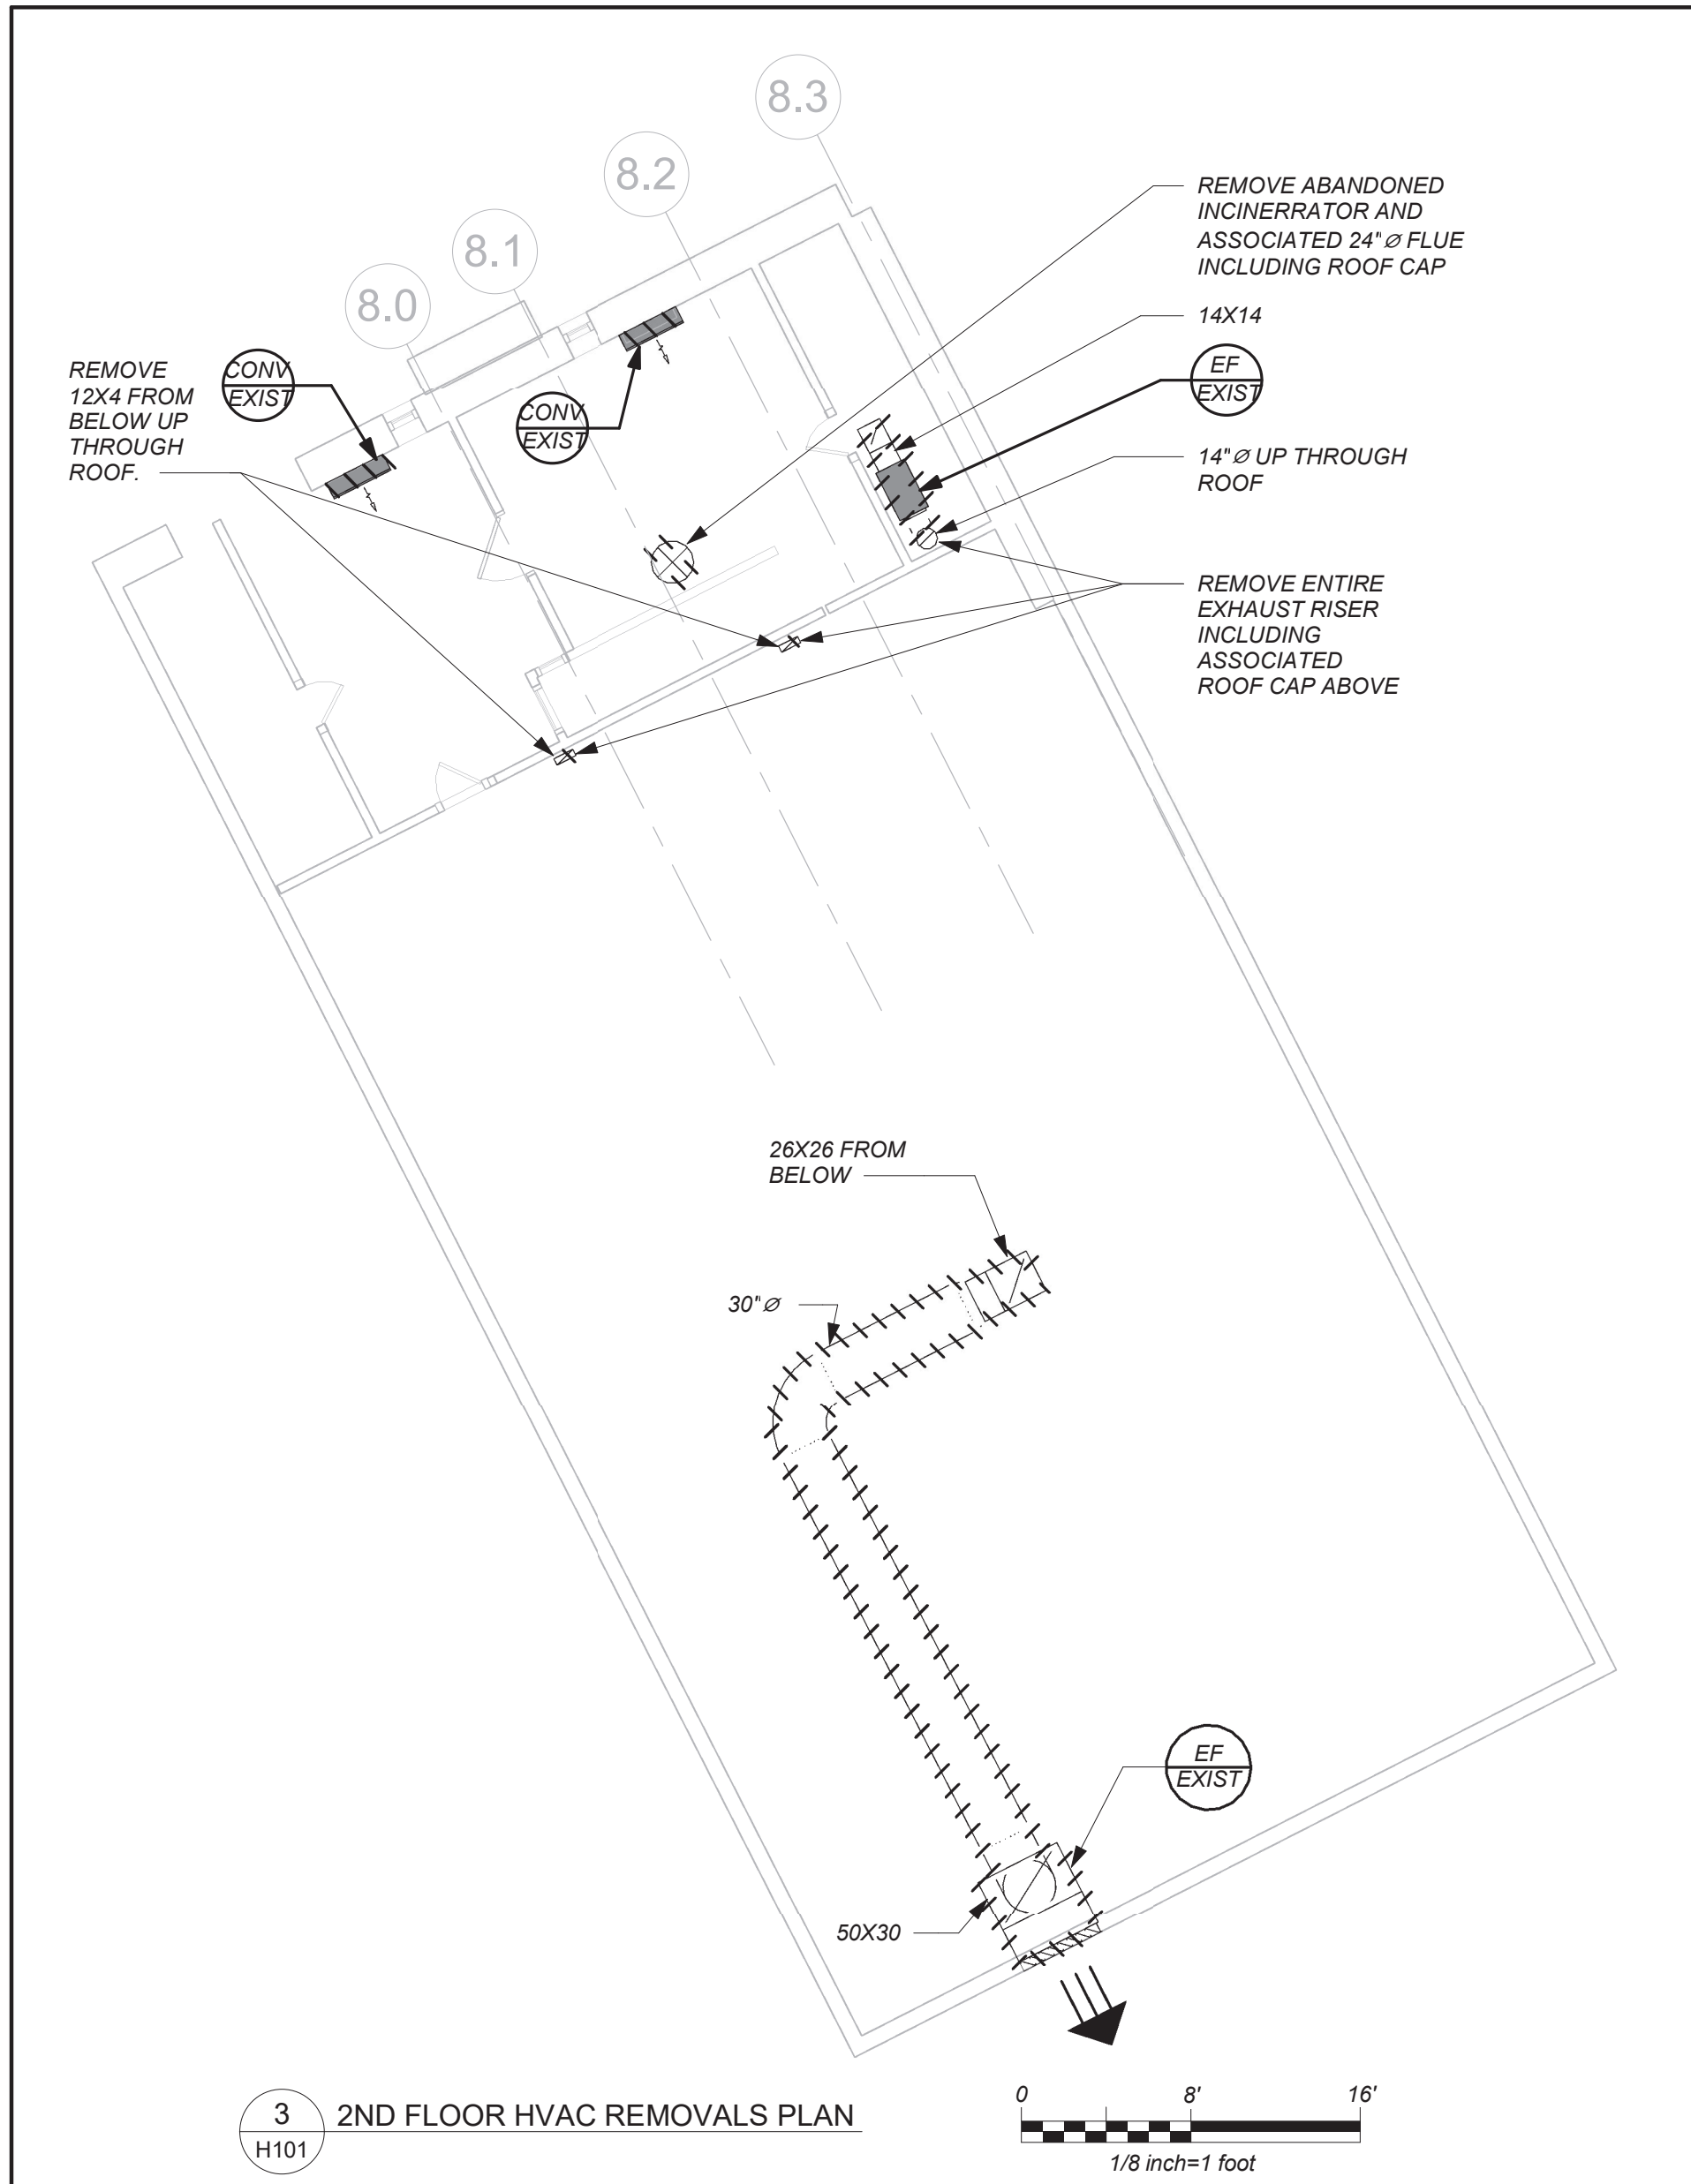 8.3
8.2
8.1
8.0
REMOVE ABANDONED
INCINERRATOR AND
ASSOCIATED 24"Ø FLUE
INCLUDING ROOF CAP
14X14
EF
EXIST
14"Ø UP THROUGH
ROOF
REMOVE ENTIRE
EXHAUST RISER
INCLUDING
ASSOCIATED
ROOF CAP ABOVE
REMOVE
12X4 FROM
BELOW UP
THROUGH
ROOF.
CONV
EXIST
CONV
EXIST
26X26 FROM
BELOW
30"Ø
EF
EXIST
50X30
3
H101
2ND FLOOR HVAC REMOVALS PLAN
0 8' 16'
1/8 inch=1 foot